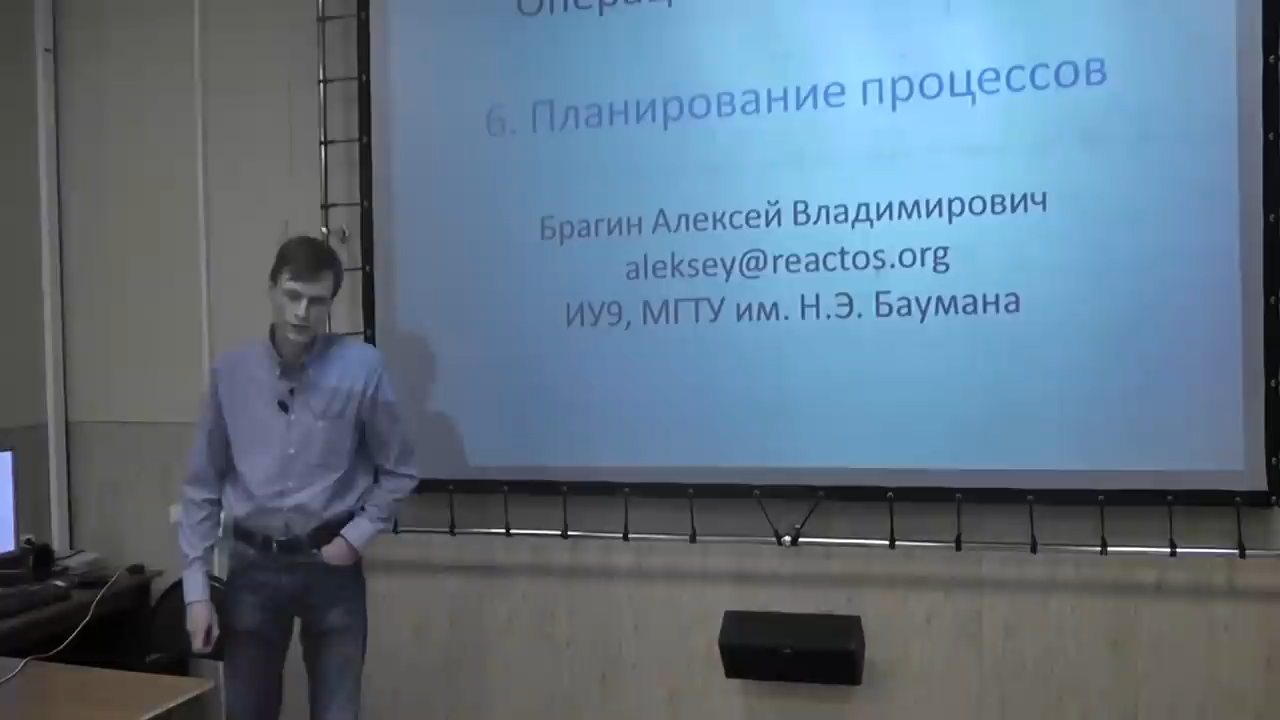 6. Планирование процессов
Брагин Алексей Владимирович
aleksey@reactos.org
ИУ9, МГТУ им. Н.Э. Баумана